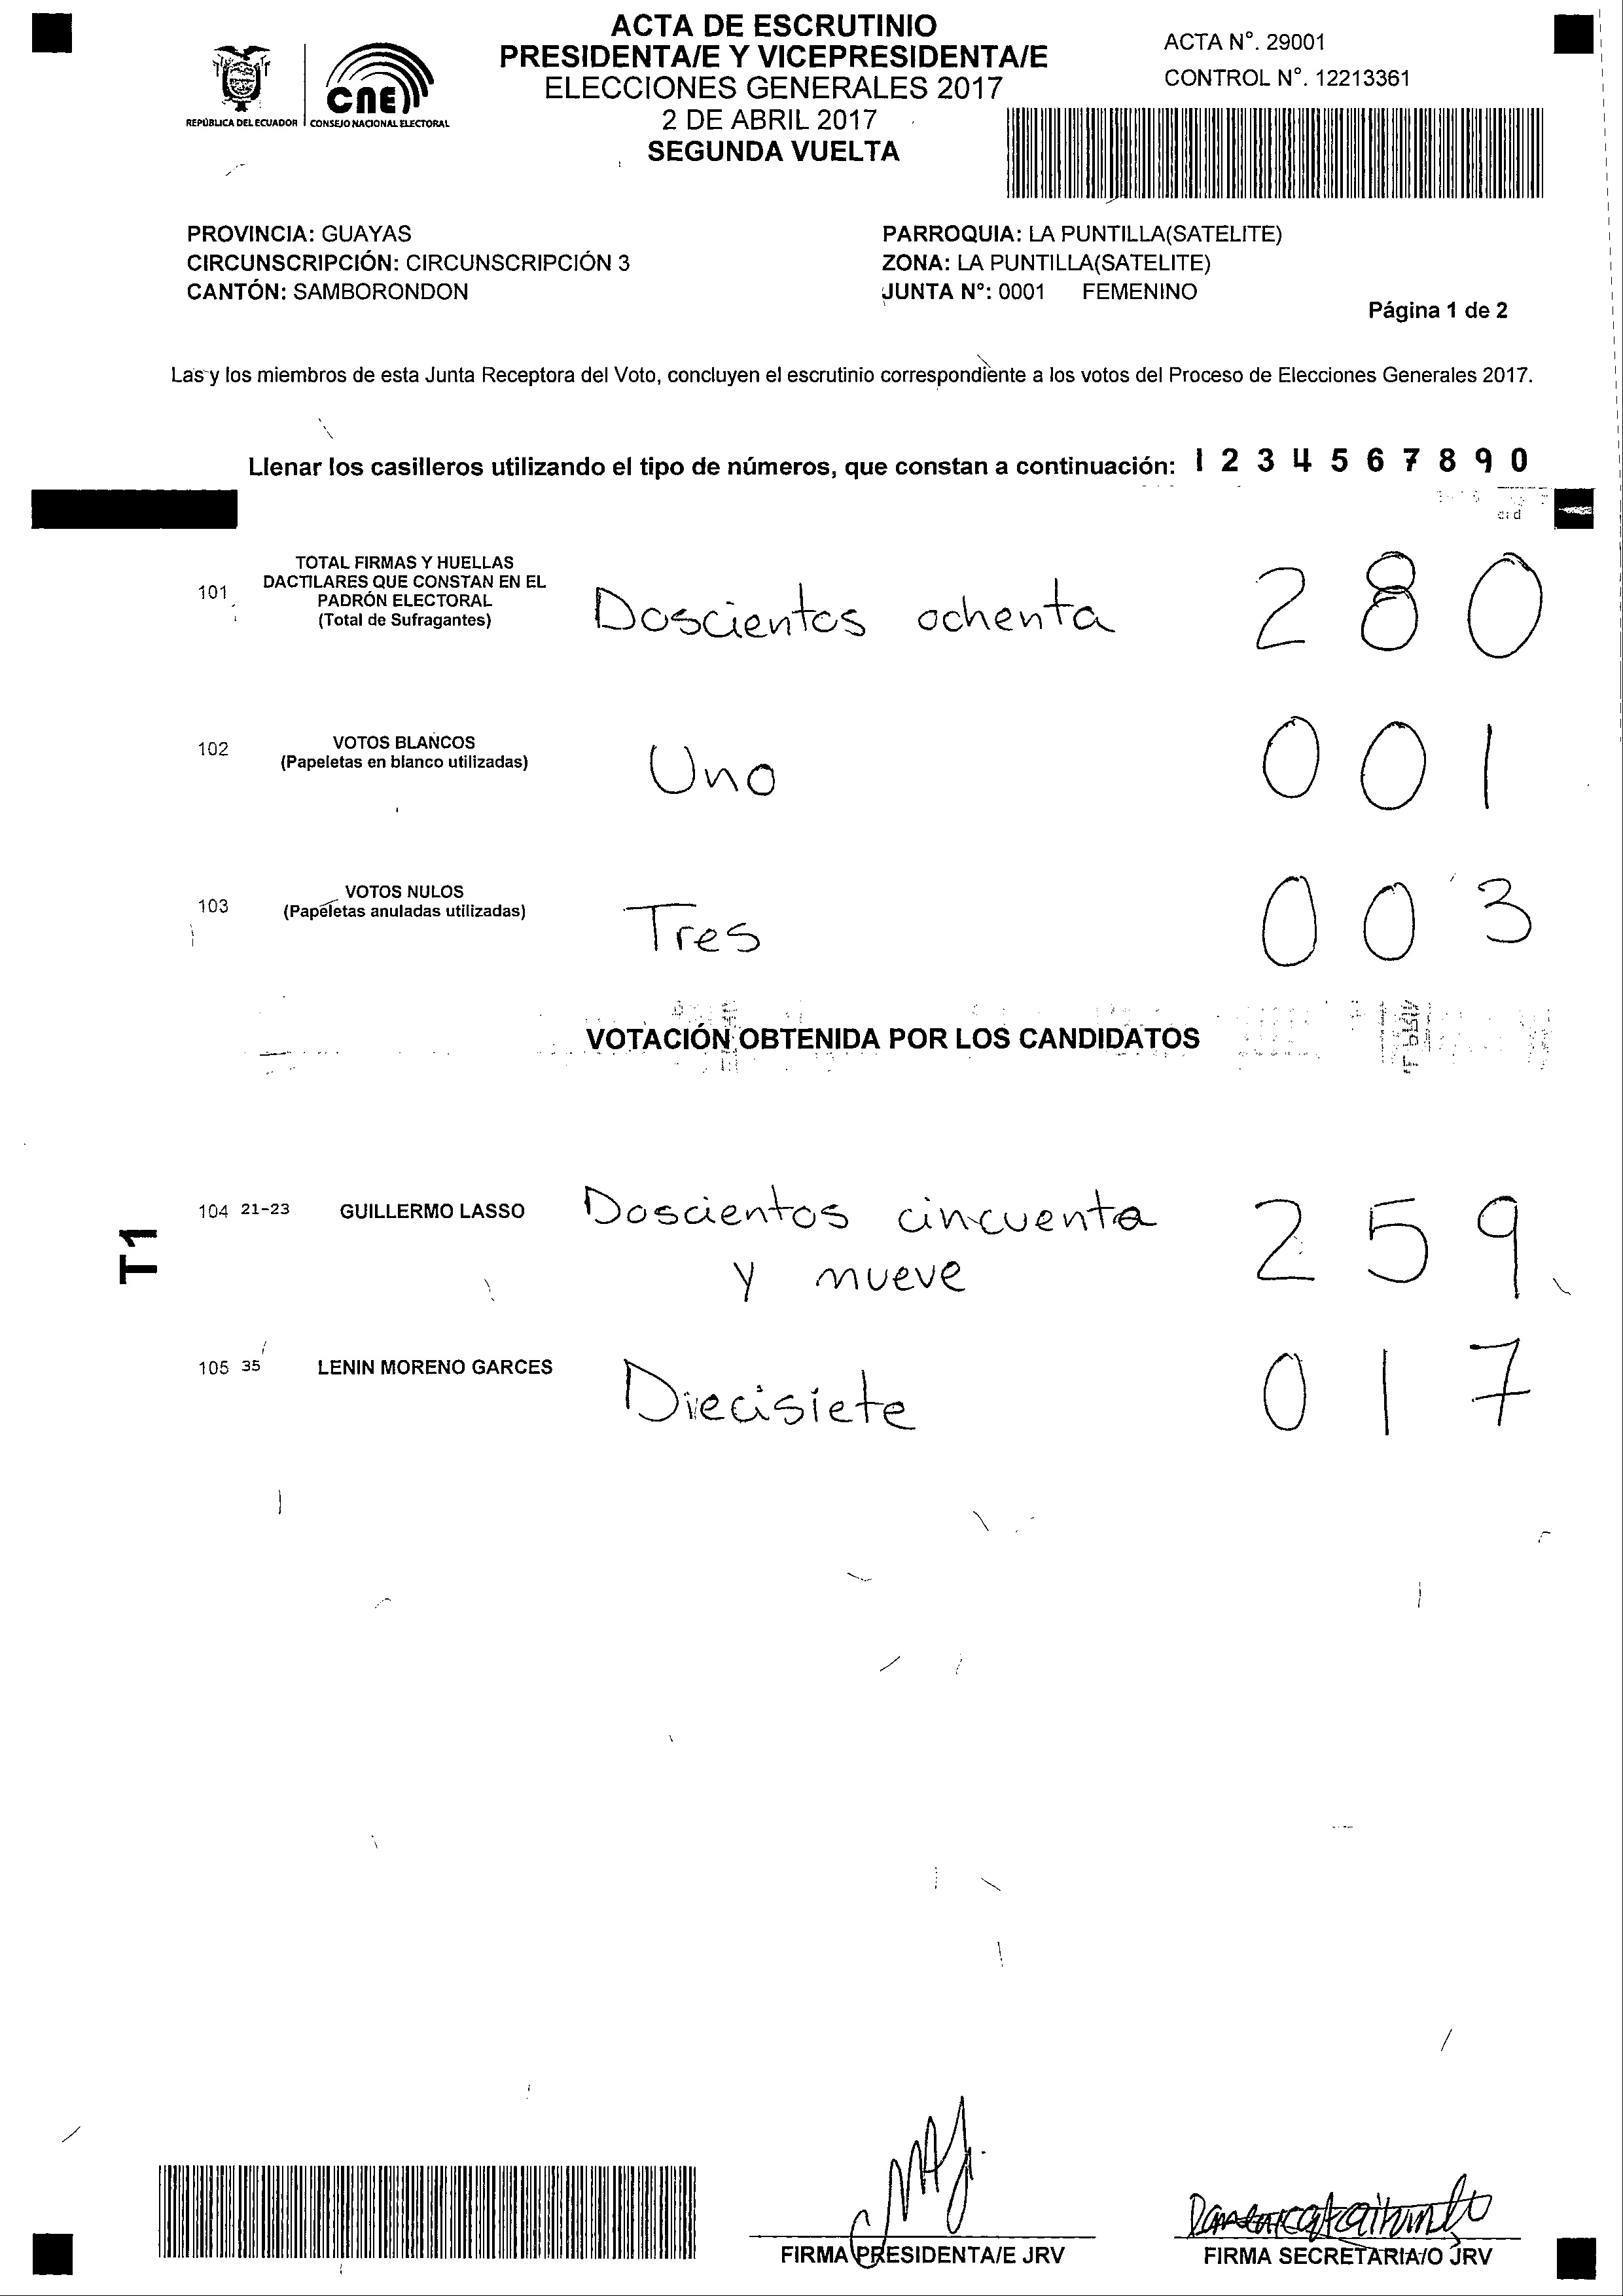 ACTA DE ESCRUTINIO
PRESIDENTA/E Y VICEPRESIDENTA/E
ELECCIONES GENERALES 2017
2 DE ABRIL 2017
SEGUNDA VUELTA
REPÚBLICA DEL ECUADOR
CNE
CONSEJO NACIONAL ELECTORAL
ACTA N°. 29001
CONTROL N°. 12213361
PROVINCIA: GUAYAS
CIRCUNSCRIPCIÓN: CIRCUNSCRIPCIÓN 3
CANTÓN: SAMBORONDON
PARROQUIA: LA PUNTILLA(SATELITE)
ZONA: LA PUNTILLA(SATELITE)
JUNTA N°: 0001 FEMENINO
Página 1 de 2
Las y los miembros de esta Junta Receptora del Voto, concluyen el escrutinio correspondiente a los votos del Proceso de Elecciones Generales 2017.
Llenar los casilleros utilizando el tipo de números, que constan a continuación: 1 2 3 4 5 6 7 8 9 0
101 TOTAL FIRMAS Y HUELLAS
DACTILARES QUE CONSTAN EN EL
PADRÓN ELECTORAL
(Total de Sufragantes)
Doscientos ochenta 2 8 0
102 VOTOS BLANCOS
(Papeletas en blanco utilizadas)
Uno 0 0 1
103 VOTOS NULOS
(Papeletas anuladas utilizadas)
Tres 0 0 3
VOTACIÓN OBTENIDA POR LOS CANDIDATOS
104 21-23 GUILLERMO LASSO Doscientos cincuenta 2 5 9
y nueve
T1
105 35 LENIN MORENO GARCES Diecisiete 0 1 7
FIRMA PRESIDENTA/E JRV
FIRMA SECRETARIA/O JRV